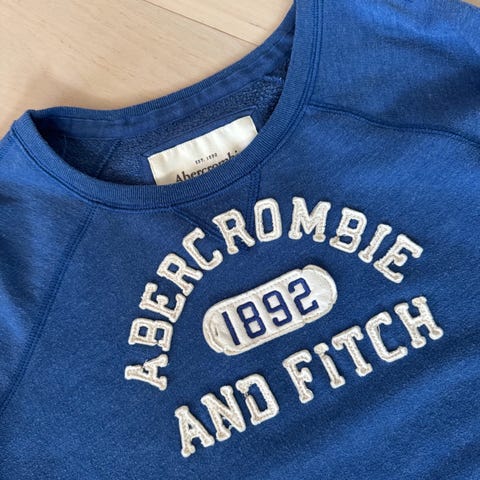 EST. 1892
Abercrombie
ABERCROMBIE
1892
AND FiTCH